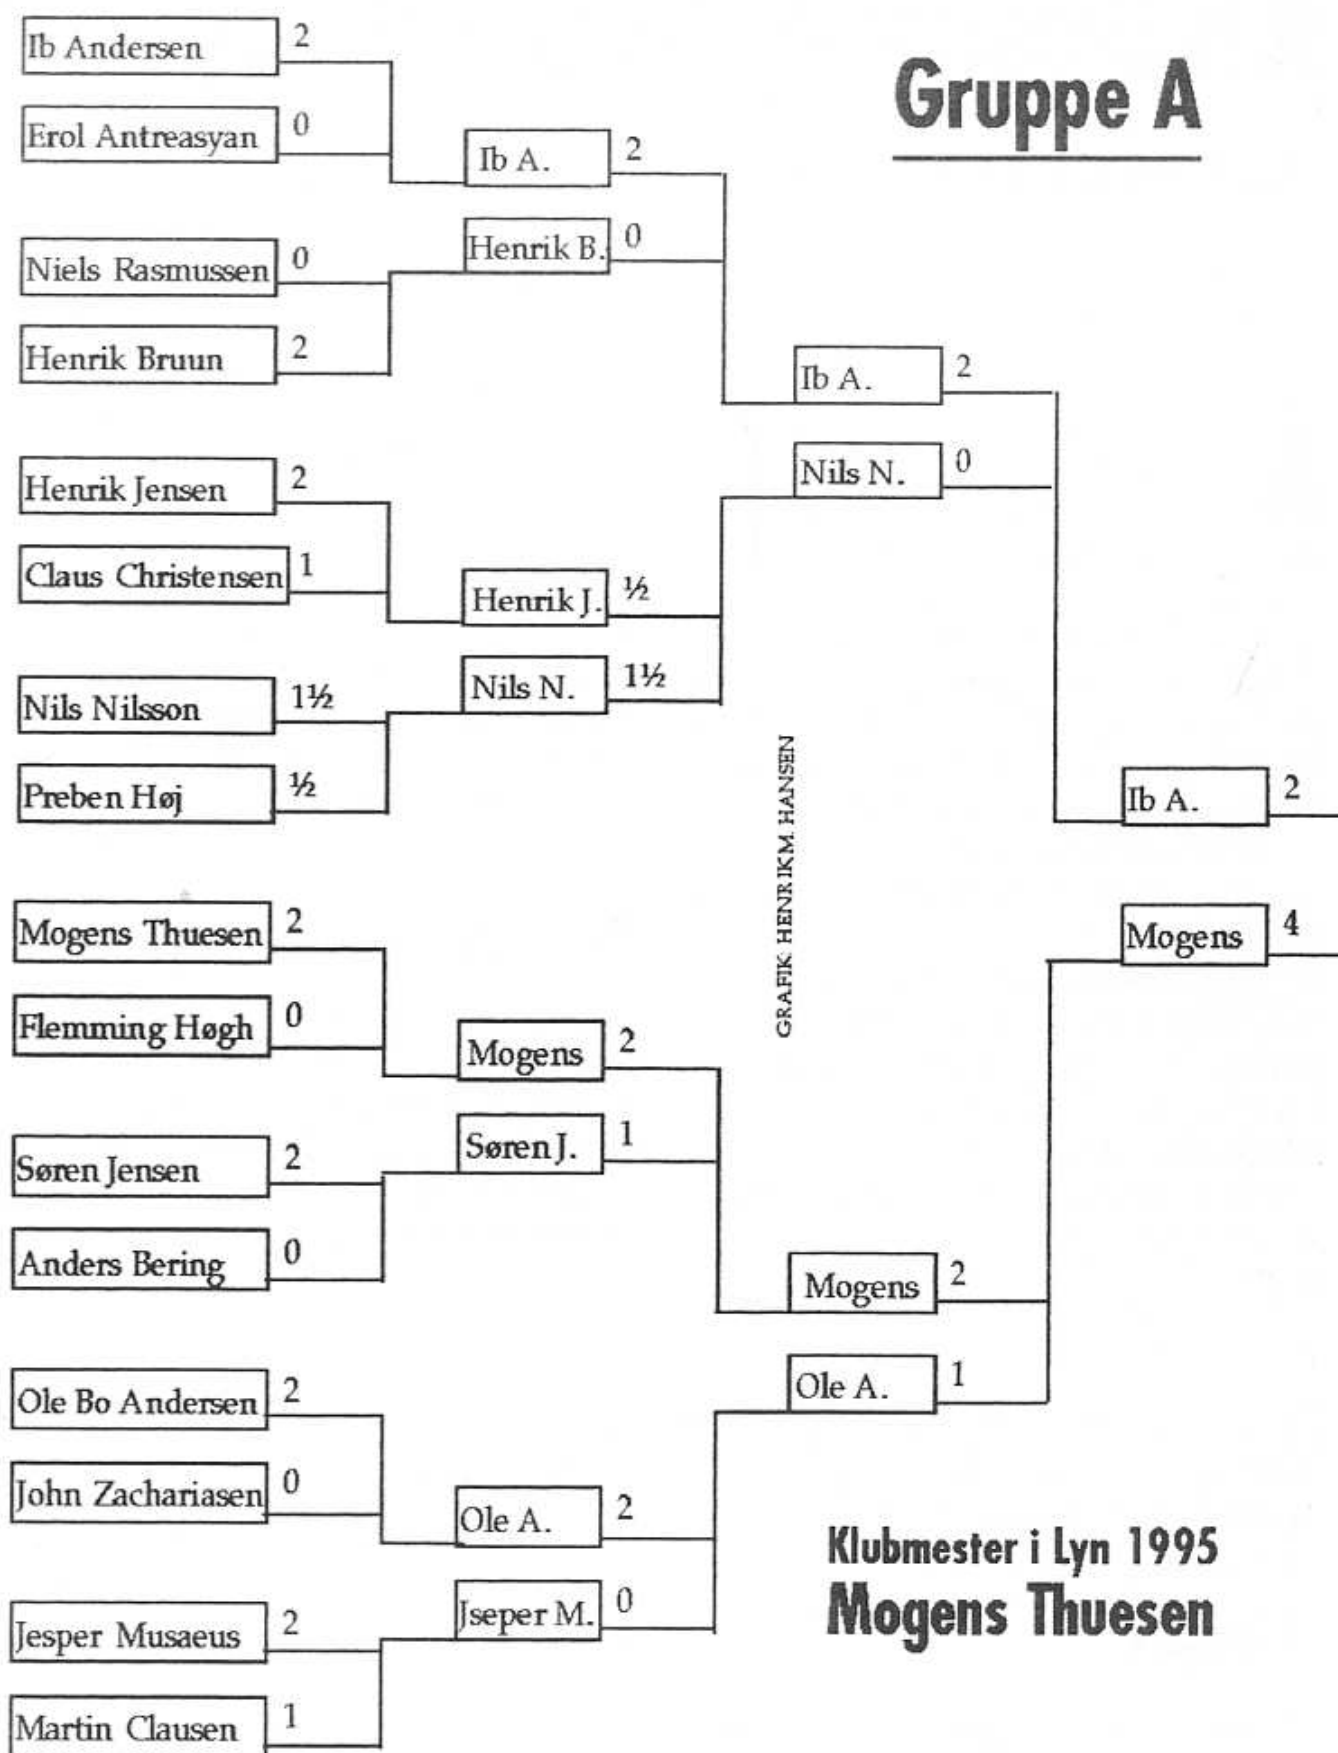 Gruppe A
Ib Andersen 2
Erol Antreasyan 0
Niels Rasmussen 0
Henrik Bruun 2
Henrik Jensen 2
Claus Christensen 1
Nils Nilsson 1½
Preben Høj ½
Mogens Thuesen 2
Flemming Høgh 0
Søren Jensen 2
Anders Bering 0
Ole Bo Andersen 2
John Zachariasen 0
Jesper Musaeus 2
Martin Clausen 1
Ib A. 2
Henrik B. 0
Henrik J. ½
Nils N. 1½
Mogens 2
Søren J. 1
Ole A. 2
Jseper M. 0
Ib A. 2
Nils N. 0
Mogens 2
Ole A. 1
Ib A. 2
Mogens 4
GRAFIK: HENRIK M. HANSEN
Klubmester i Lyn 1995
Mogens Thuesen